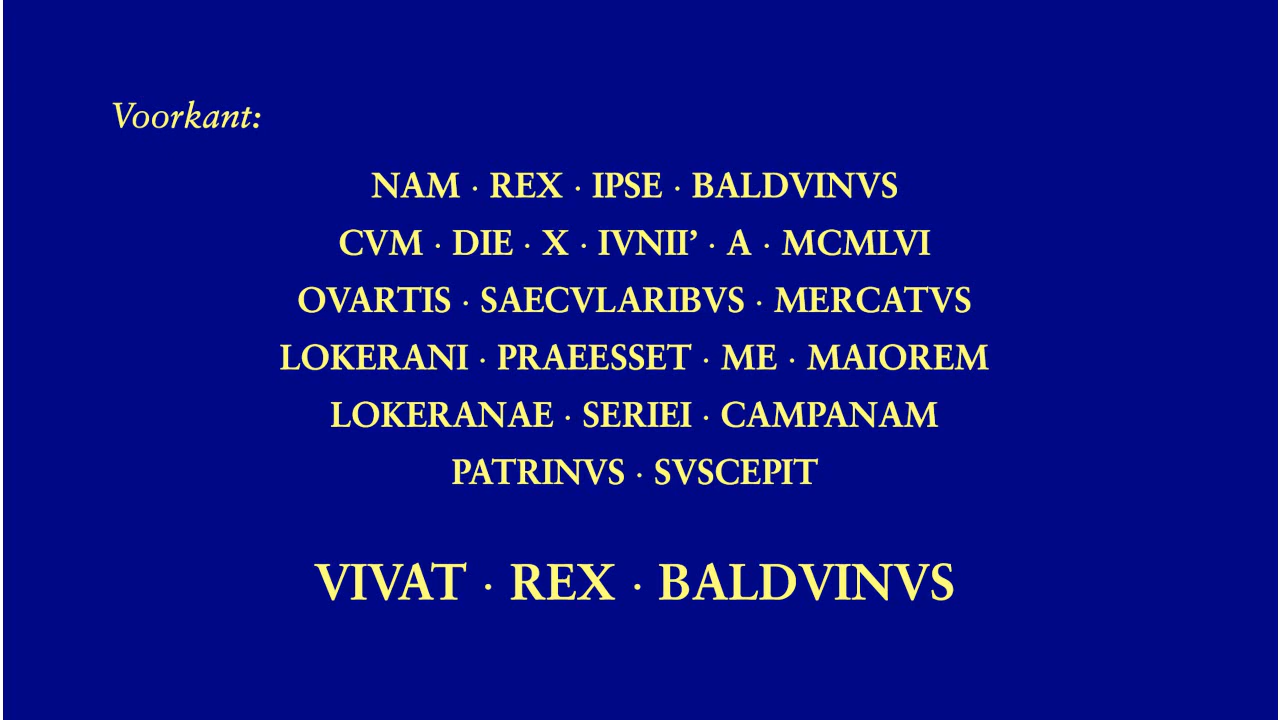 Voorkant:
NAM · REX · IPSE · BALDVINVS
CVM · DIE · X · IVNII’ · A · MCMLVI
OVARTIS · SAECVLARIBVS · MERCATVS
LOKERANI · PRAEESSET · ME · MAIOREM
LOKERANAE · SERIEI · CAMPANAM
PATRINVS · SVSCEPIT
VIVAT · REX · BALDVINVS